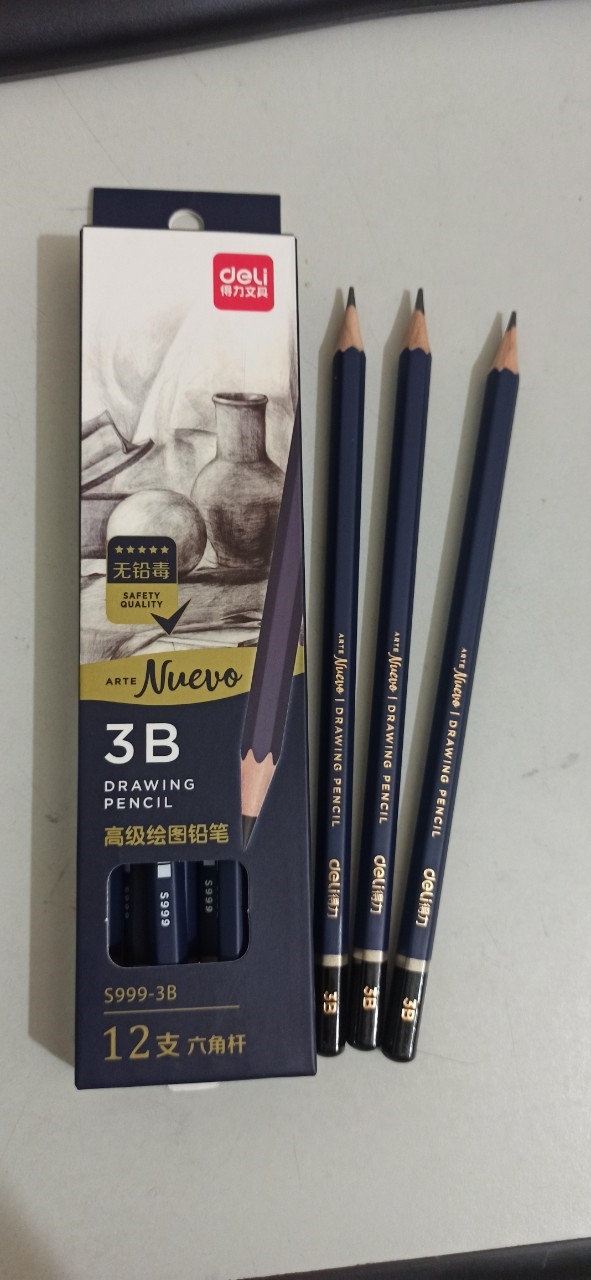 deli
得力文具
无铅毒
SAFETY
QUALITY
ARTE Nuevo
3B
DRAWING
PENCIL
高级绘图铅笔
S999
S999
S999-3B
12支 六角杆
ARTE Nuevo | DRAWING PENCIL deli得力 3B
ARTE Nuevo | DRAWING PENCIL deli得力 3B
ARTE Nuevo | DRAWING PENCIL deli得力 3B